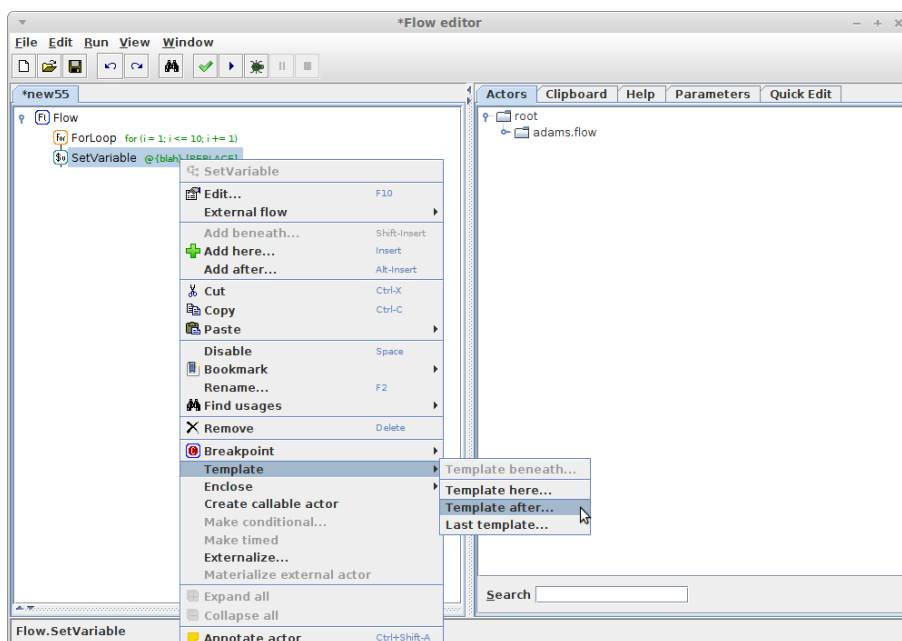 *Flow editor
File Edit Run View Window
*new55
Actors Clipboard Help Parameters Quick Edit
Flow
ForLoop for (i = 1; i <= 10; i += 1)
SetVariable @{blah} [REPLACE]
root
adams.flow
SetVariable
Edit... F10
External flow
Add beneath... Shift-Insert
Add here... Insert
Add after... Alt-Insert
Cut Ctrl-X
Copy Ctrl-C
Paste
Disable Space
Bookmark
Rename... F2
Find usages
Remove Delete
Breakpoint
Template
Enclose
Create callable actor
Make conditional...
Make timed
Externalize...
Materialize external actor
Expand all
Collapse all
Annotate actor Ctrl+Shift-A
Template beneath...
Template here...
Template after...
Last template...
Search
Flow.SetVariable